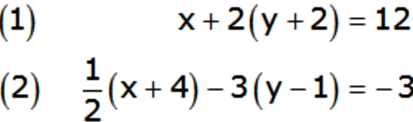 (1) x + 2(y + 2) = 12
(2) 1/2(x + 4) − 3(y − 1) = −3